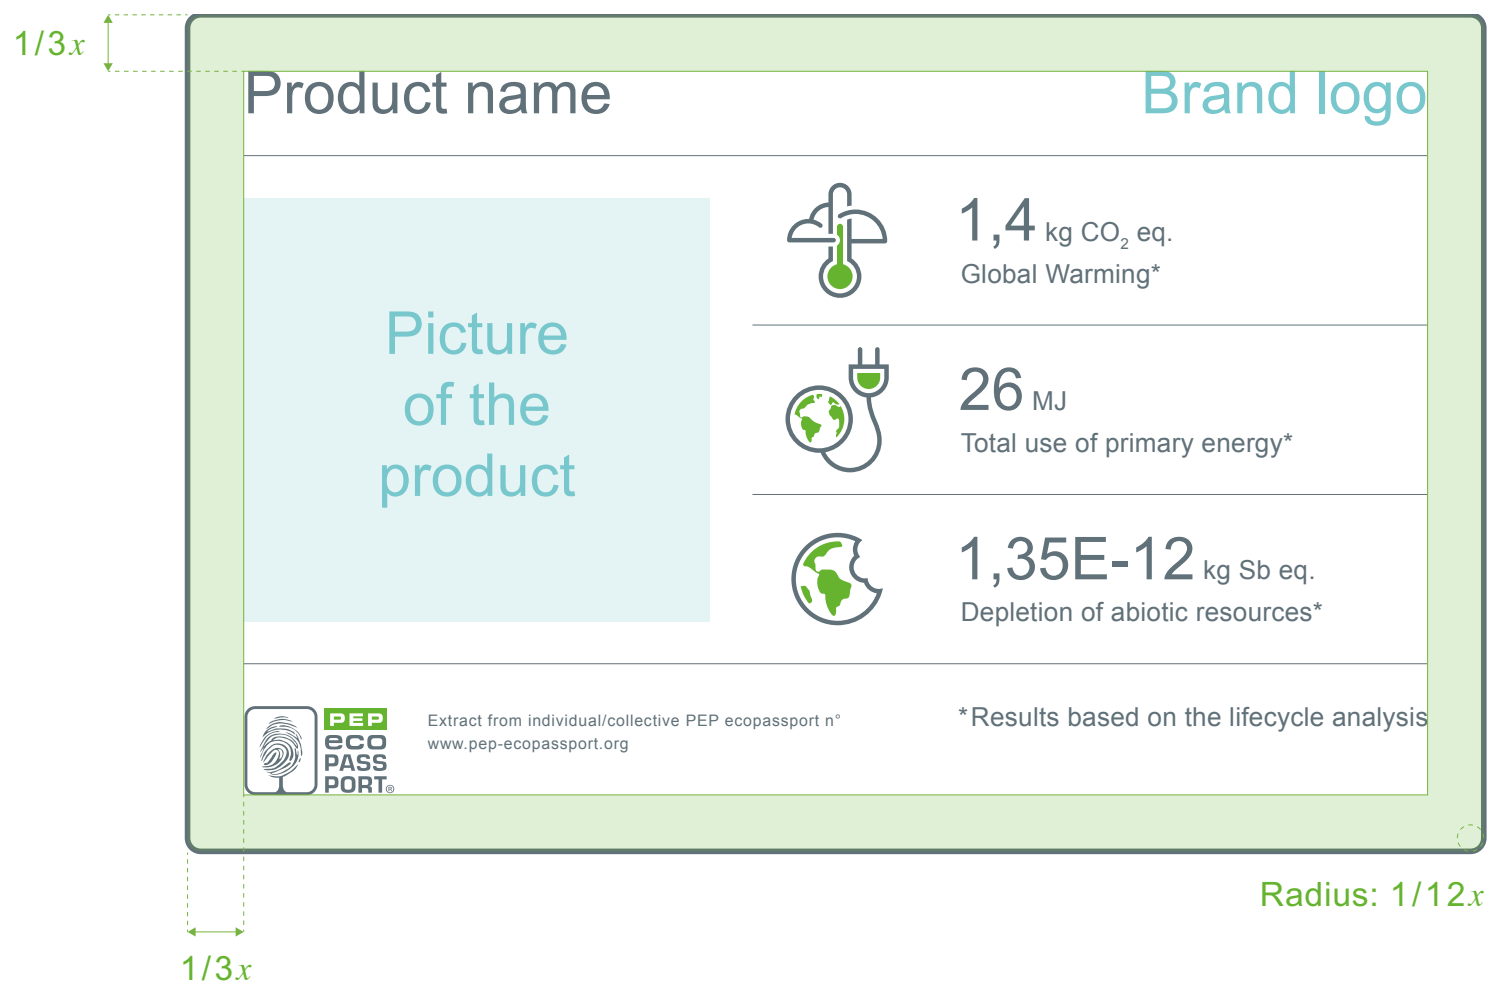 1/3x
Product name
Brand logo
Picture
of the
product
1,4 kg CO₂ eq.
Global Warming*
26 MJ
Total use of primary energy*
1,35E-12 kg Sb eq.
Depletion of abiotic resources*
PEP
eco
PASS
PORT®
Extract from individual/collective PEP ecopassport n°
www.pep-ecopassport.org
*Results based on the lifecycle analysis
Radius: 1/12x
1/3x